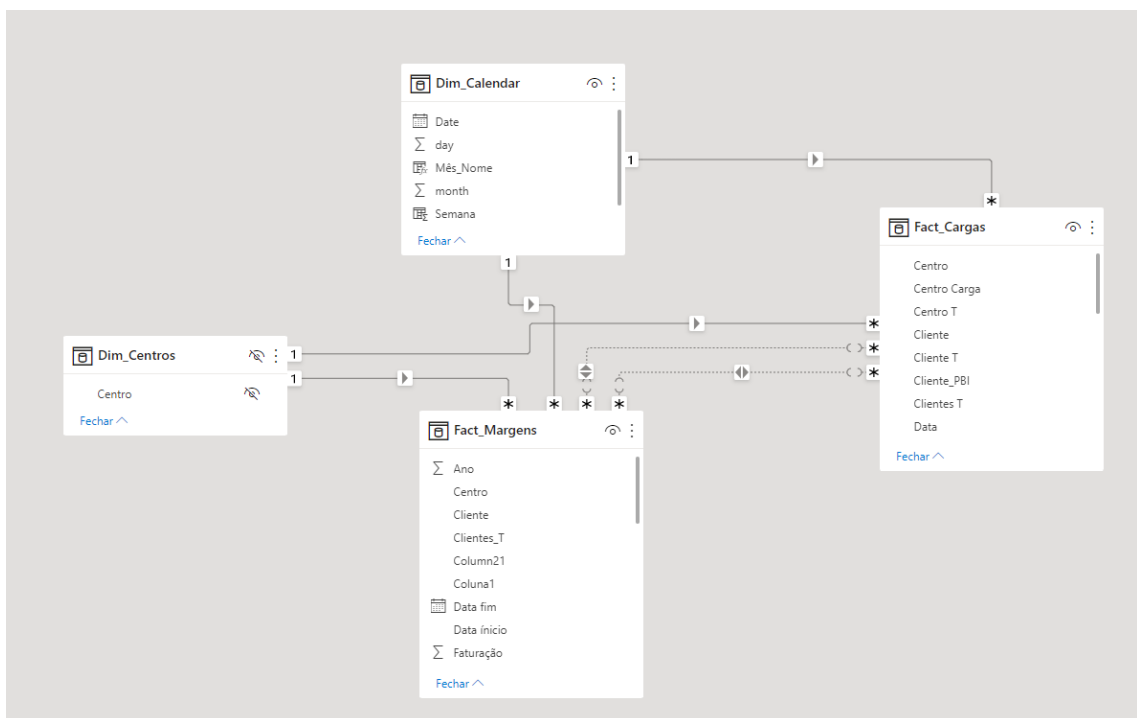 Dim_Calendar
Date
day
Mês_Nome
month
Semana
Fechar
1
1
*
Fact_Cargas
Centro
Centro Carga
Centro T
Cliente
Cliente T
Cliente_PBI
Clientes T
Data
Fechar
*
*
*
Dim_Centros
Centro
Fechar
1
1
* * * *
Fact_Margens
Ano
Centro
Cliente
Clientes_T
Column21
Coluna1
Data fim
Data ínicio
Faturação
Fechar